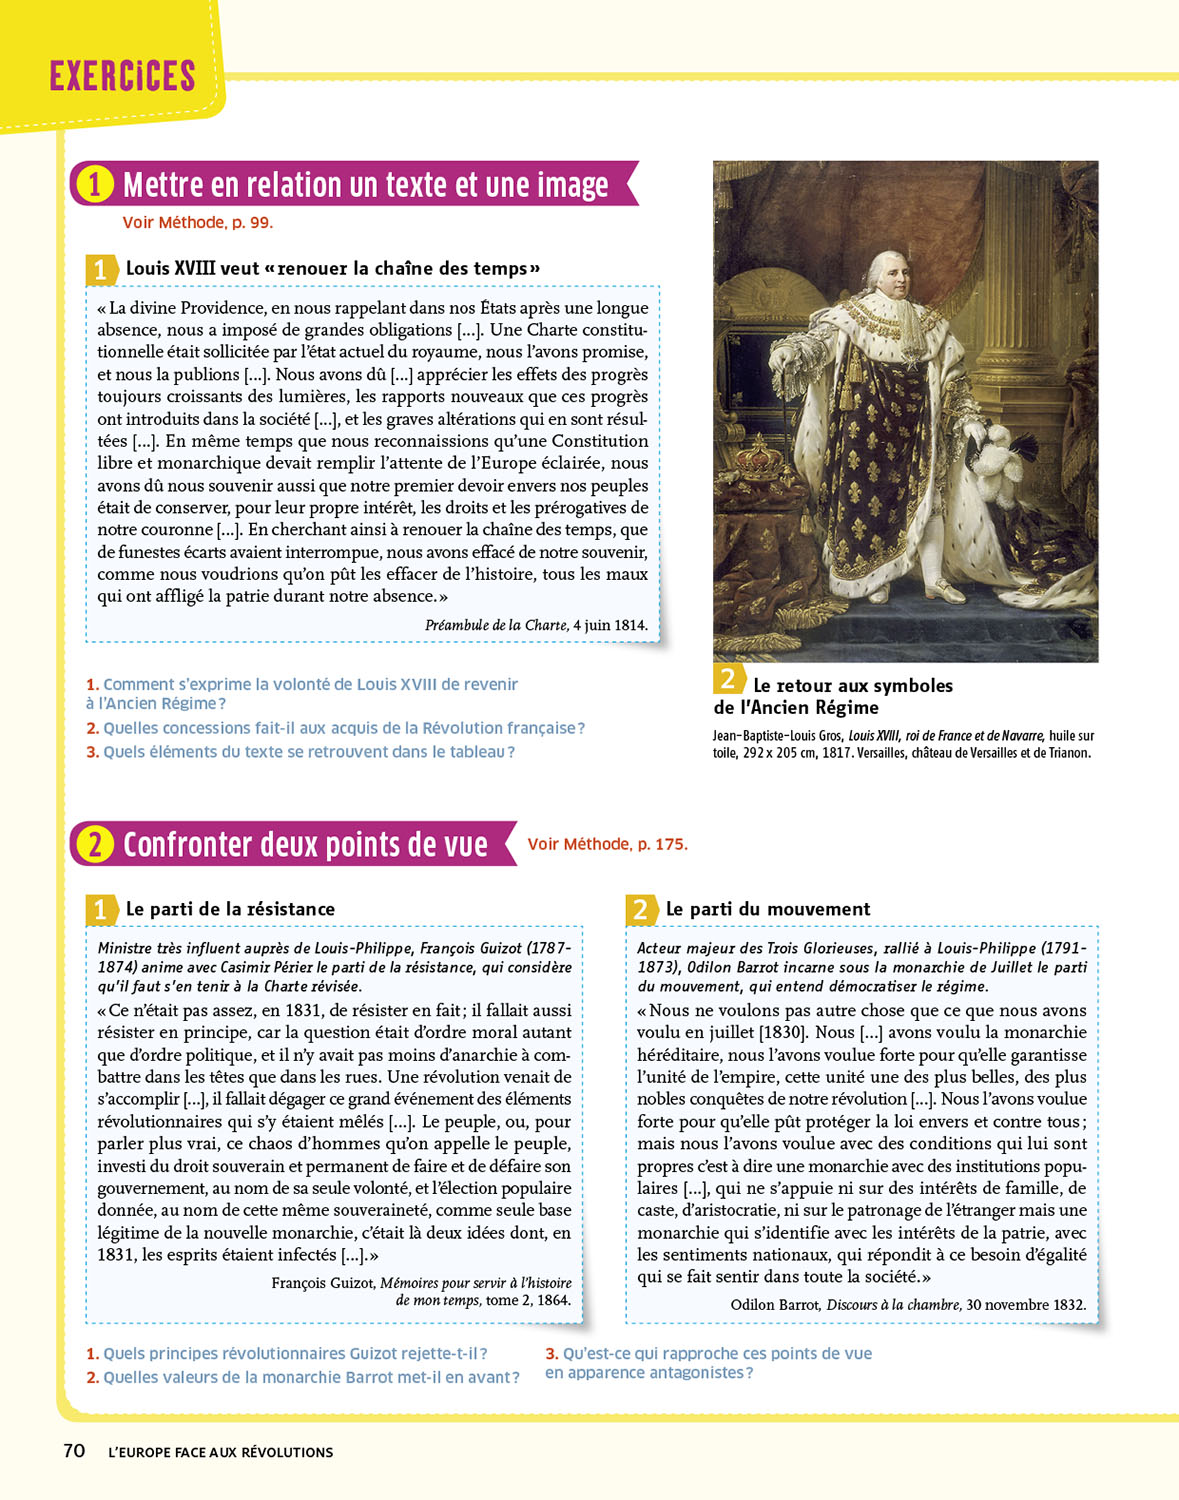 EXERCiCES
1 Mettre en relation un texte et une image
Voir Méthode, p. 99.
1 Louis XVIII veut « renouer la chaîne des temps »
« La divine Providence, en nous rappelant dans nos États après une longue
absence, nous a imposé de grandes obligations [...]. Une Charte constitu-
tionnelle était sollicitée par l’état actuel du royaume, nous l’avons promise,
et nous la publions [...]. Nous avons dû [...] apprécier les effets des progrès
toujours croissants des lumières, les rapports nouveaux que ces progrès
ont introduits dans la société [...], et les graves altérations qui en sont résul-
tées [...]. En même temps que nous reconnaissions qu’une Constitution
libre et monarchique devait remplir l’attente de l’Europe éclairée, nous
avons dû nous souvenir aussi que notre premier devoir envers nos peuples
était de conserver, pour leur propre intérêt, les droits et les prérogatives de
notre couronne [...]. En cherchant ainsi à renouer la chaîne des temps, que
de funestes écarts avaient interrompue, nous avons effacé de notre souvenir,
comme nous voudrions qu’on pût les effacer de l’histoire, tous les maux
qui ont affligé la patrie durant notre absence. »
Préambule de la Charte, 4 juin 1814.
1. Comment s’exprime la volonté de Louis XVIII de revenir
à l’Ancien Régime ?
2. Quelles concessions fait-il aux acquis de la Révolution française ?
3. Quels éléments du texte se retrouvent dans le tableau ?
2 Le retour aux symboles
de l’Ancien Régime
Jean-Baptiste-Louis Gros, Louis XVIII, roi de France et de Navarre, huile sur
toile, 292 x 205 cm, 1817. Versailles, château de Versailles et de Trianon.
2 Confronter deux points de vue
Voir Méthode, p. 175.
1 Le parti de la résistance
Ministre très influent auprès de Louis-Philippe, François Guizot (1787-
1874) anime avec Casimir Périer le parti de la résistance, qui considère
qu’il faut s’en tenir à la Charte révisée.
« Ce n’était pas assez, en 1831, de résister en fait ; il fallait aussi
résister en principe, car la question était d’ordre moral autant
que d’ordre politique, et il n’y avait pas moins d’anarchie à com-
battre dans les têtes que dans les rues. Une révolution venait de
s’accomplir [...], il fallait dégager ce grand événement des éléments
révolutionnaires qui s’y étaient mêlés [...]. Le peuple, ou, pour
parler plus vrai, ce chaos d’hommes qu’on appelle le peuple,
investi du droit souverain et permanent de faire et de défaire son
gouvernement, au nom de sa seule volonté, et l’élection populaire
donnée, au nom de cette même souveraineté, comme seule base
légitime de la nouvelle monarchie, c’était là deux idées dont, en
1831, les esprits étaient infectés [...]. »
François Guizot, Mémoires pour servir à l’histoire
de mon temps, tome 2, 1864.
2 Le parti du mouvement
Acteur majeur des Trois Glorieuses, rallié à Louis-Philippe (1791-
1873), Odilon Barrot incarne sous la monarchie de Juillet le parti
du mouvement, qui entend démocratiser le régime.
« Nous ne voulons pas autre chose que ce que nous avons
voulu en juillet [1830]. Nous [...] avons voulu la monarchie
héréditaire, nous l’avons voulue forte pour qu’elle garantisse
l’unité de l’empire, cette unité une des plus belles, des plus
nobles conquêtes de notre révolution [...]. Nous l’avons voulue
forte pour qu’elle pût protéger la loi envers et contre tous ;
mais nous l’avons voulue avec des conditions qui lui sont
propres c’est à dire une monarchie avec des institutions popu-
laires [...], qui ne s’appuie ni sur des intérêts de famille, de
caste, d’aristocratie, ni sur le patronage de l’étranger mais une
monarchie qui s’identifie avec les intérêts de la patrie, avec
les sentiments nationaux, qui répondit à ce besoin d’égalité
qui se fait sentir dans toute la société. »
Odilon Barrot, Discours à la chambre, 30 novembre 1832.
1. Quels principes révolutionnaires Guizot rejette-t-il ?
2. Quelles valeurs de la monarchie Barrot met-il en avant ?
3. Qu’est-ce qui rapproche ces points de vue
en apparence antagonistes ?
70 L’EUROPE FACE AUX RÉVOLUTIONS